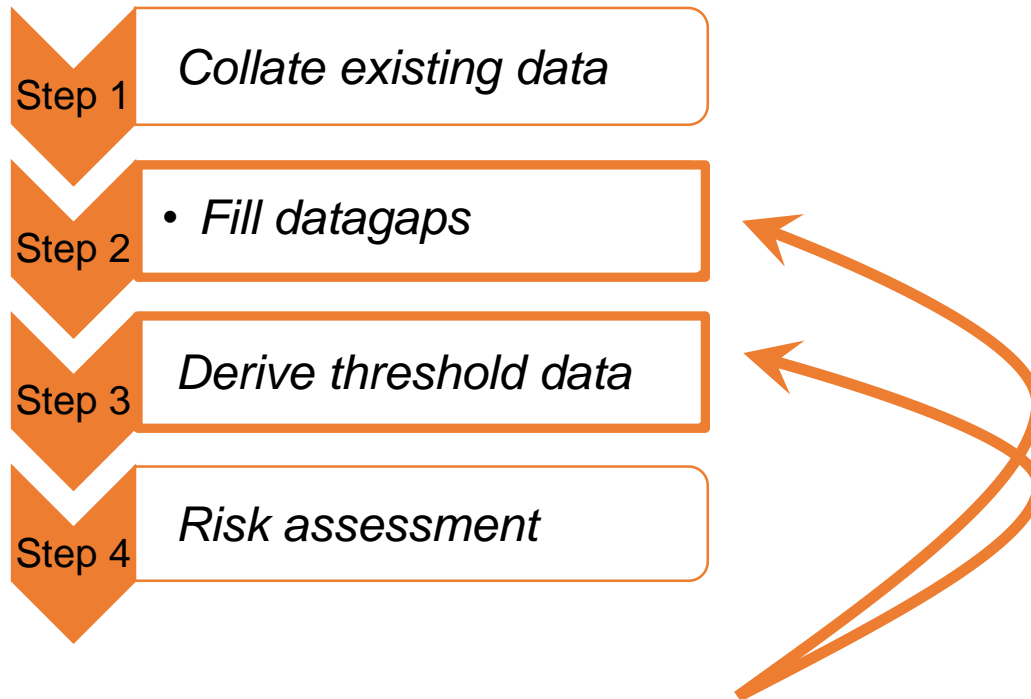 Step 1
Collate existing data
Step 2
• Fill datagaps
Step 3
Derive threshold data
Step 4
Risk assessment